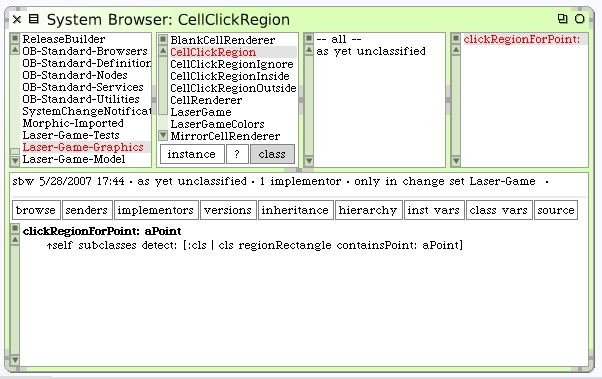 System Browser: CellClickRegion
ReleaseBuilder
OB-Standard-Browsers
OB-Standard-Definition
OB-Standard-Nodes
OB-Standard-Services
OB-Standard-Utilities
SystemChangeNotificat
Morphic-Imported
Laser-Game-Tests
Laser-Game-Graphics
Laser-Game-Model
BlankCellRenderer
CellClickRegion
CellClickRegionIgnore
CellClickRegionInside
CellClickRegionOutside
CellRenderer
LaserGame
LaserGameColors
MirrorCellRenderer
instance ? class
-- all --
as yet unclassified
clickRegionForPoint:
sbw 5/28/2007 17:44 · as yet unclassified · 1 implementor · only in change set Laser-Game ·
browse senders implementors versions inheritance hierarchy inst vars class vars source
clickRegionForPoint: aPoint
↑self subclasses detect: [:cls | cls regionRectangle containsPoint: aPoint]